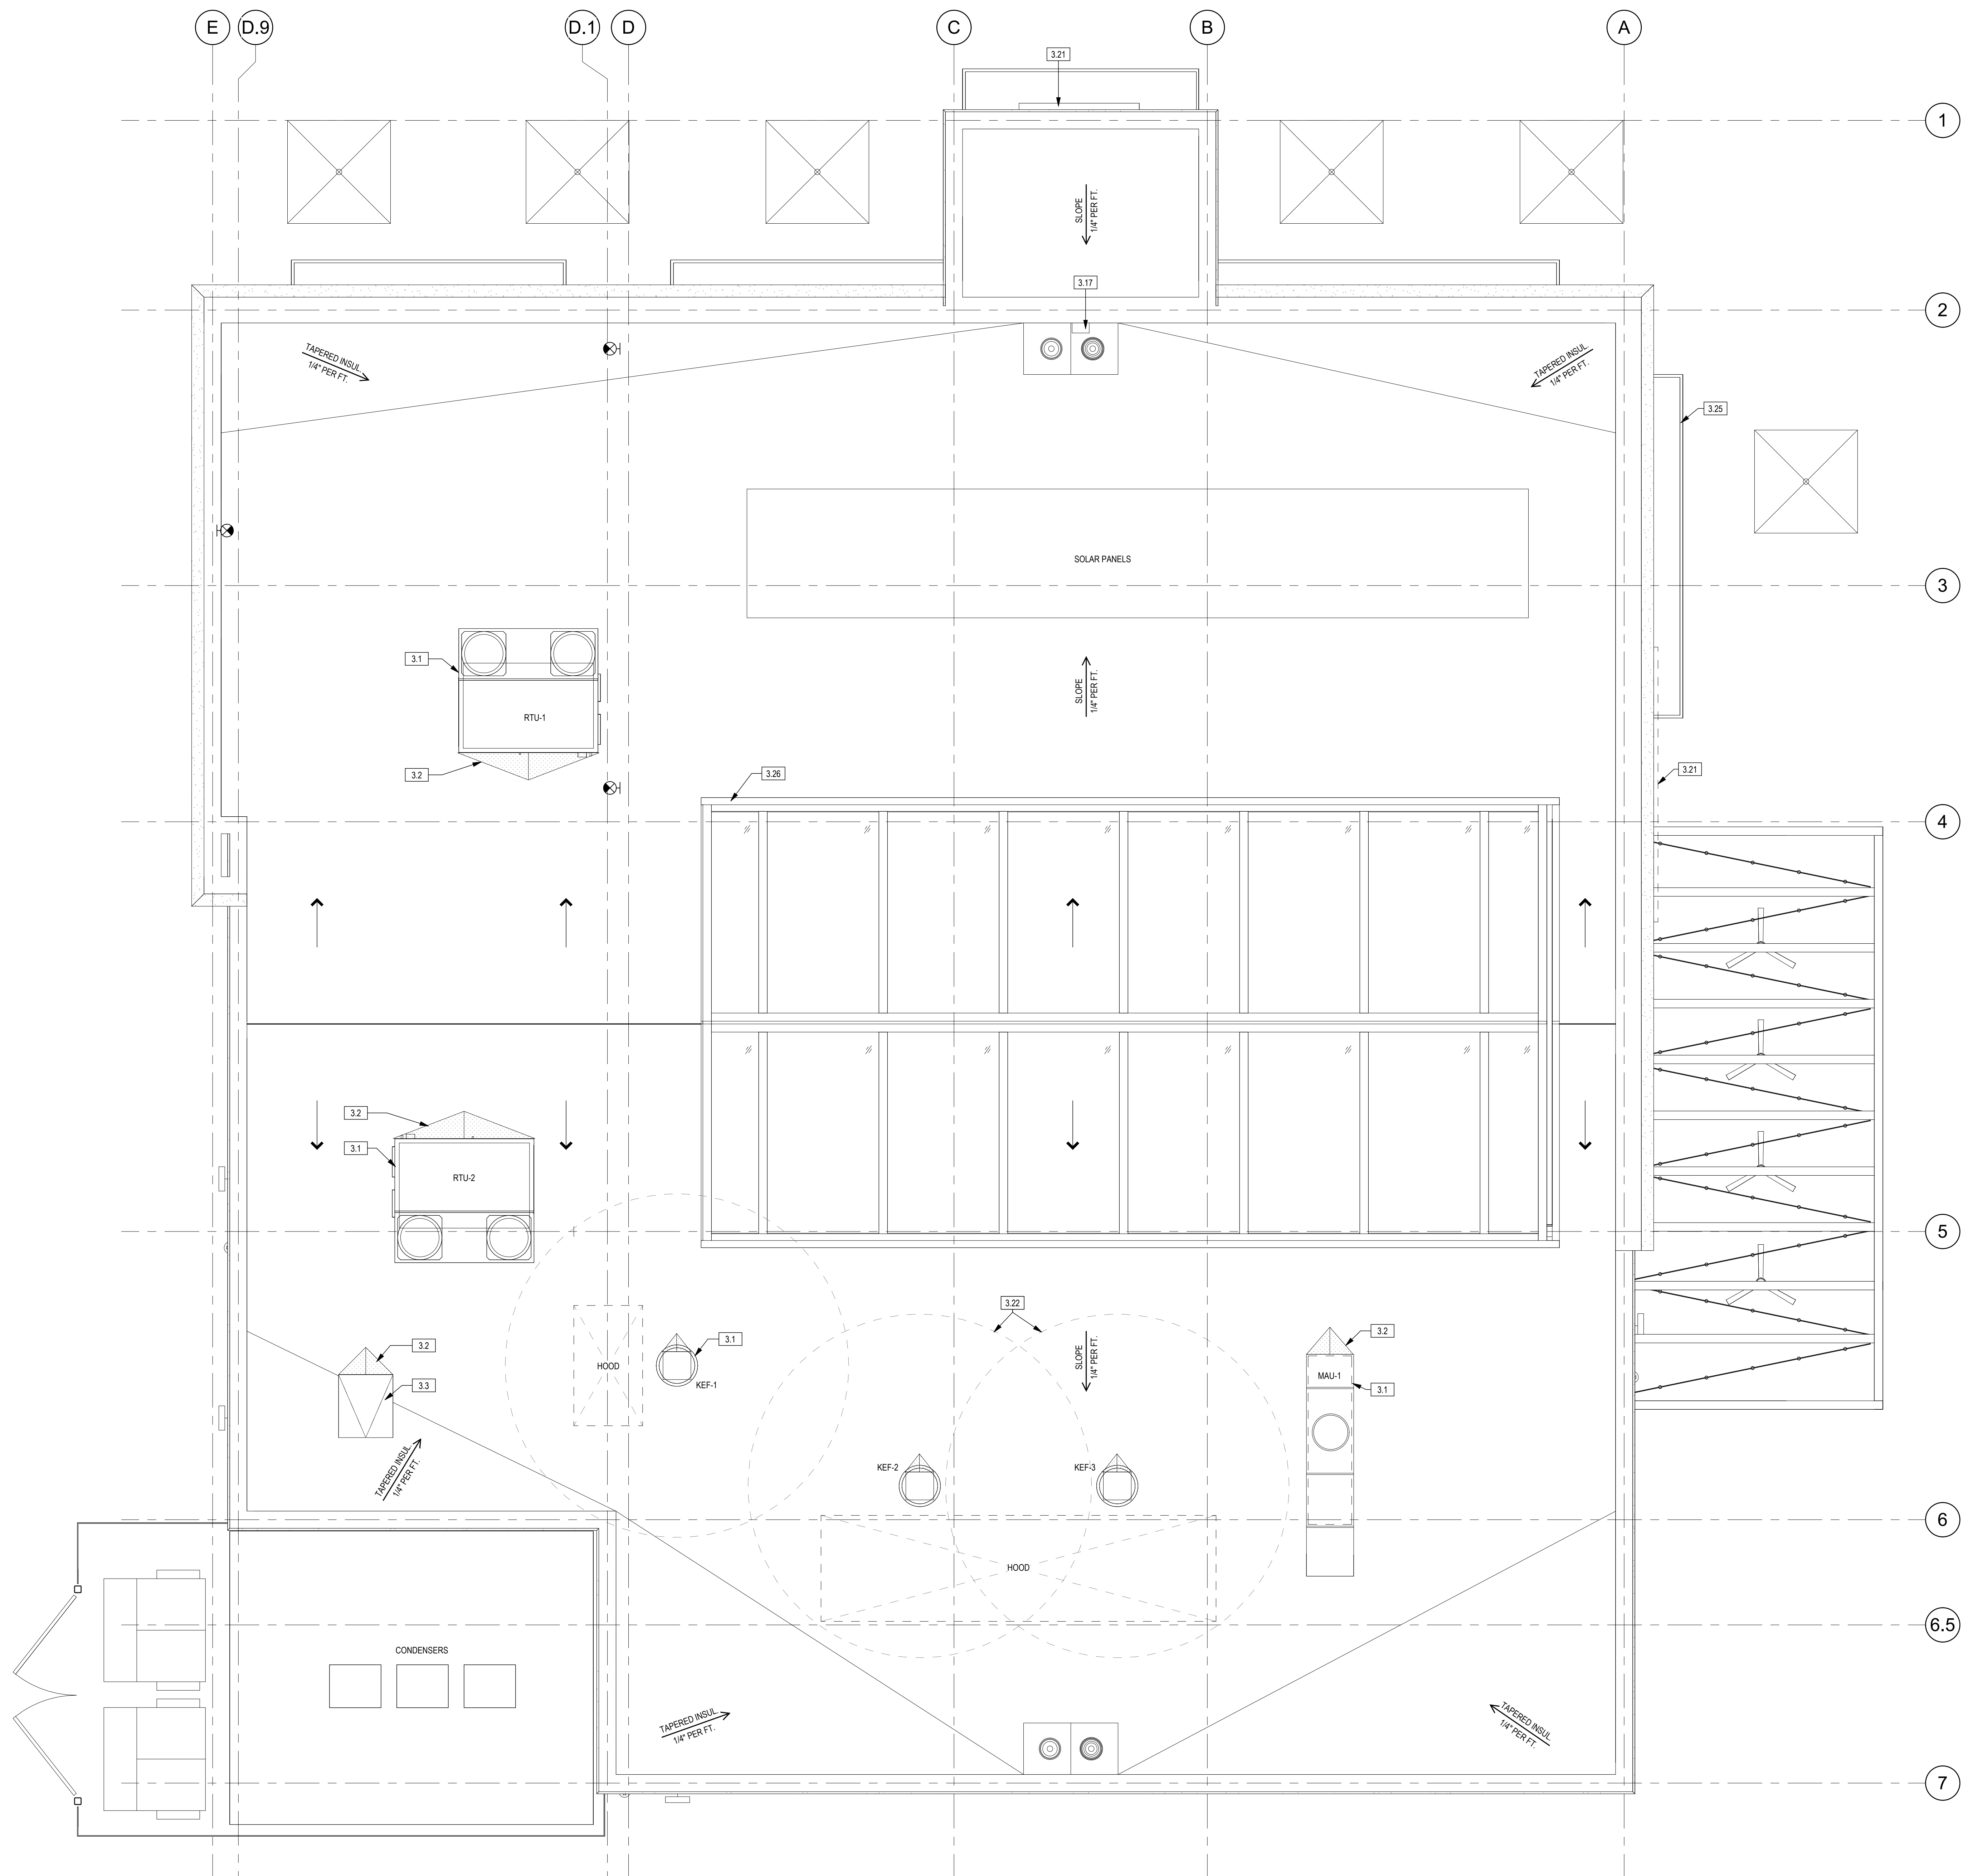 E
D.9
D.1
D
C
B
A
3.21
1
SLOPE
1/4" PER FT.
3.17
2
TAPERED INSUL.
1/4" PER FT.
TAPERED INSUL.
1/4" PER FT.
3.25
SOLAR PANELS
3
3.1
RTU-1
SLOPE
1/4" PER FT.
3.2
3.26
3.21
4
3.2
3.1
RTU-2
5
3.22
3.1
HOOD
KEF-1
SLOPE
1/4" PER FT.
3.2
3.2
3.3
MAU-1
3.1
TAPERED INSUL.
1/4" PER FT.
KEF-2
KEF-3
6
HOOD
6.5
CONDENSERS
TAPERED INSUL.
1/4" PER FT.
TAPERED INSUL.
1/4" PER FT.
7